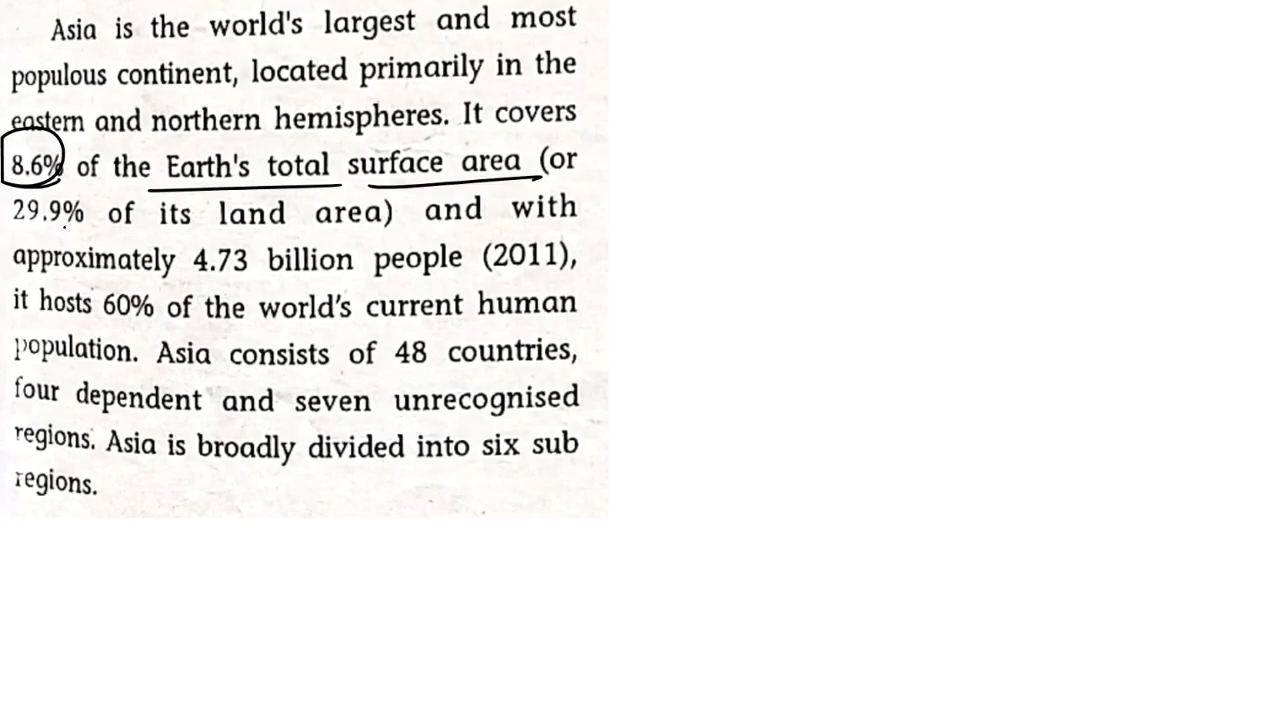 Asia is the world's largest and most
populous continent, located primarily in the
eastern and northern hemispheres. It covers
8.6% of the Earth's total surface area (or
29.9% of its land area) and with
approximately 4.73 billion people (2011),
it hosts 60% of the world's current human
population. Asia consists of 48 countries,
four dependent and seven unrecognised
regions. Asia is broadly divided into six sub
regions.